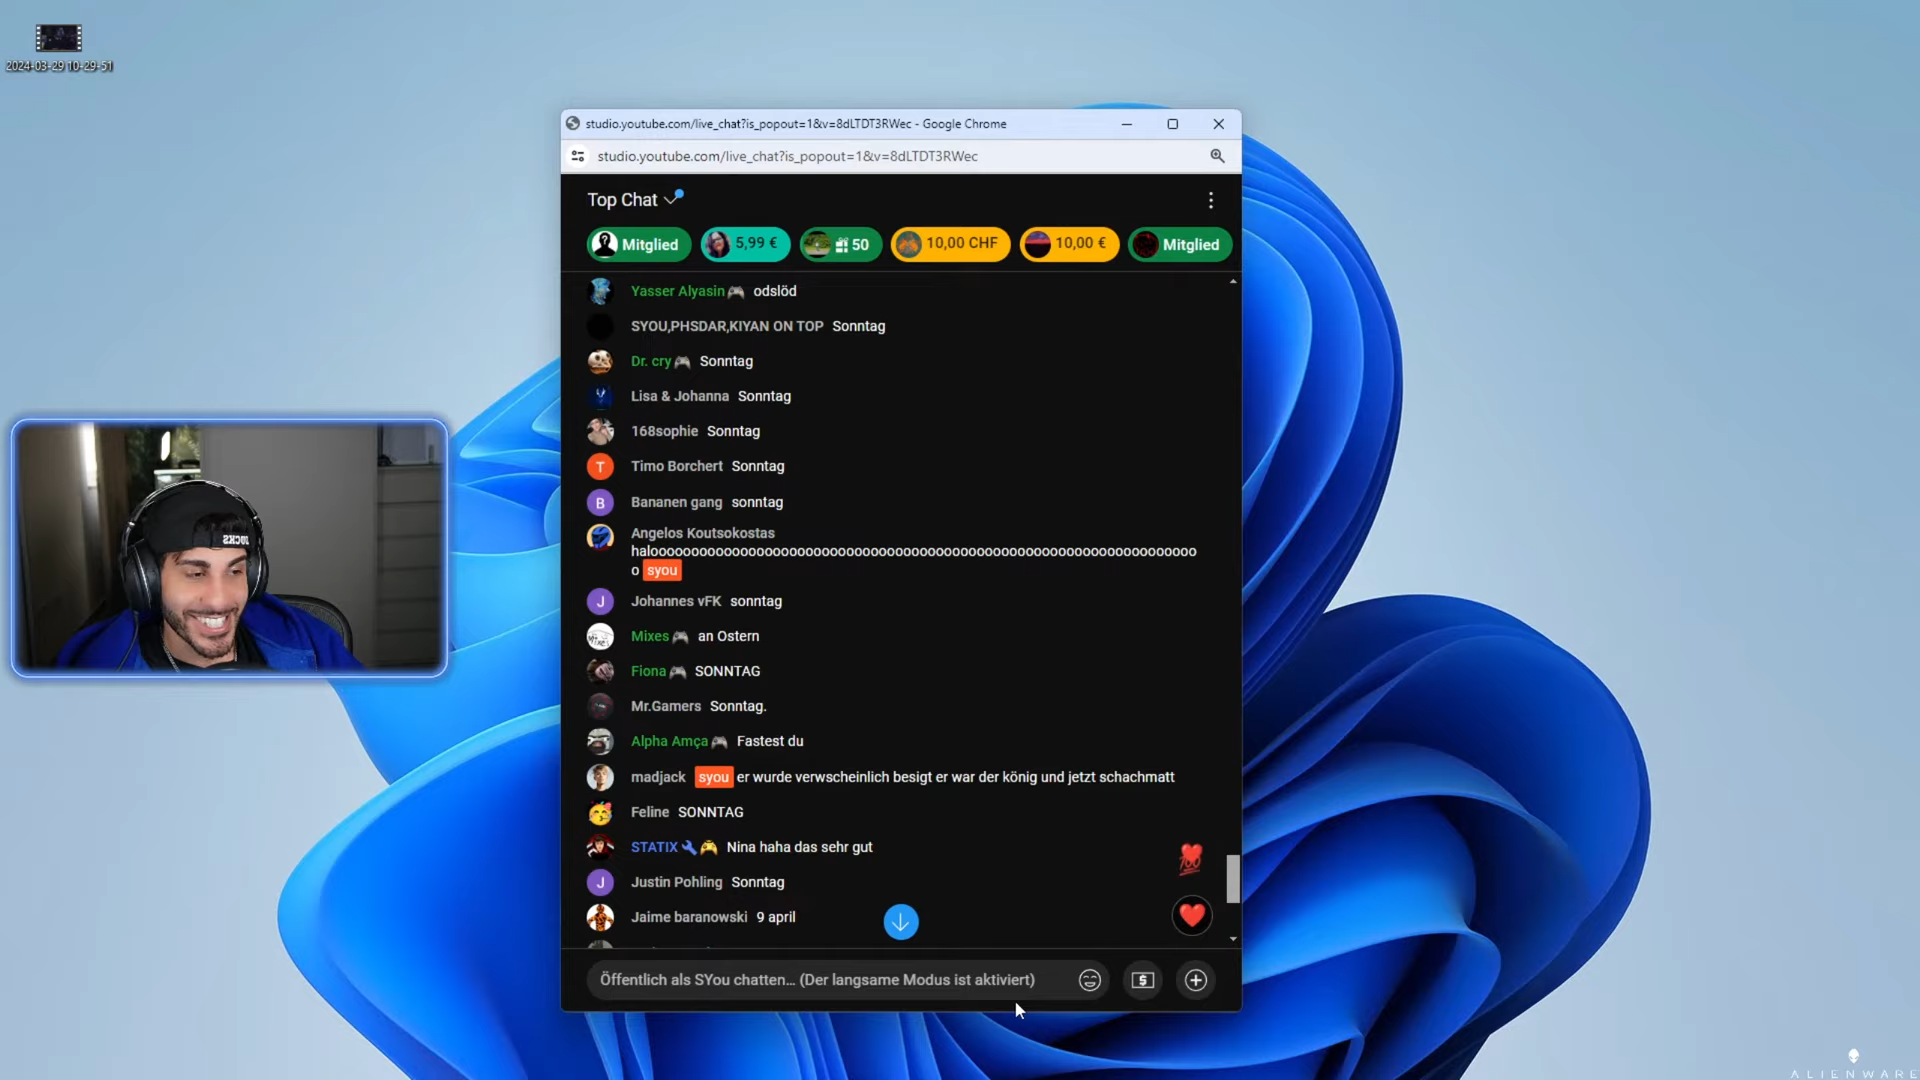 2024-03-29 10-29-51
studio.youtube.com/live_chat?is_popout=1&v=8dLTDT3RWec - Google Chrome
studio.youtube.com/live_chat?is_popout=1&v=8dLTDT3RWec
Top Chat
Mitglied 5,99 € 50 10,00 CHF 10,00 € Mitglied
Yasser Alyasin odslöd
SYOU,PHSDAR,KIYAN ON TOP Sonntag
Dr. cry Sonntag
Lisa & Johanna Sonntag
168sophie Sonntag
T Timo Borchert Sonntag
B Bananen gang sonntag
Angelos Koutsokostas
haloooooooooooooooooooooooooooooooooooooooooooooooooooooooooooooooooooo
o syou
J Johannes vFK sonntag
Mixes an Ostern
Fiona SONNTAG
Mr.Gamers Sonntag.
Alpha Amça Fastest du
madjack syou er wurde verwscheinlich besigt er war der könig und jetzt schachmatt
Feline SONNTAG
STATIX Nina haha das sehr gut
J Justin Pohling Sonntag
Jaime baranowski 9 april
Öffentlich als SYou chatten... (Der langsame Modus ist aktiviert)
ALIENWARE